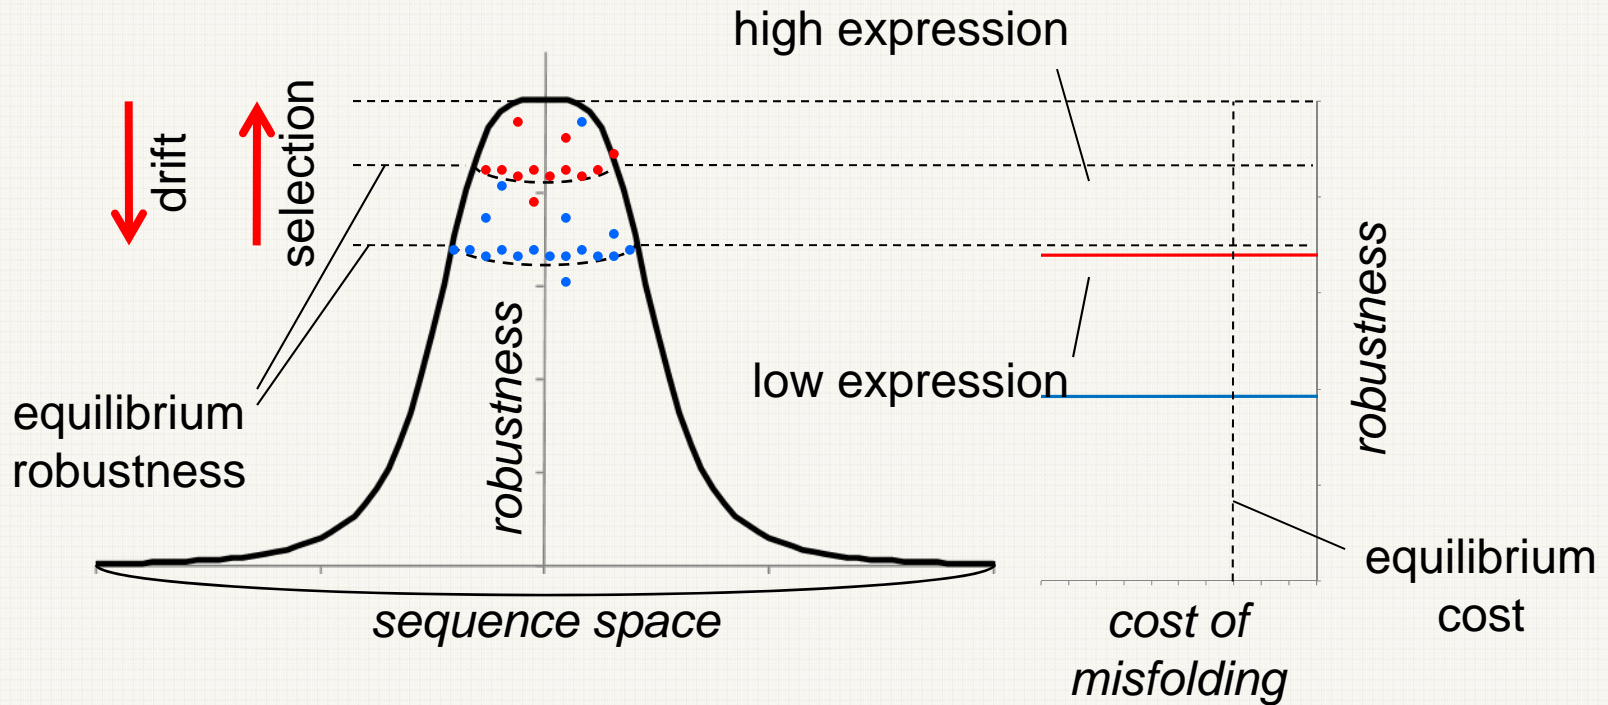 high expression
drift
selection
robustness
equilibrium
robustness
low expression
robustness
sequence space
cost of
misfolding
equilibrium
cost